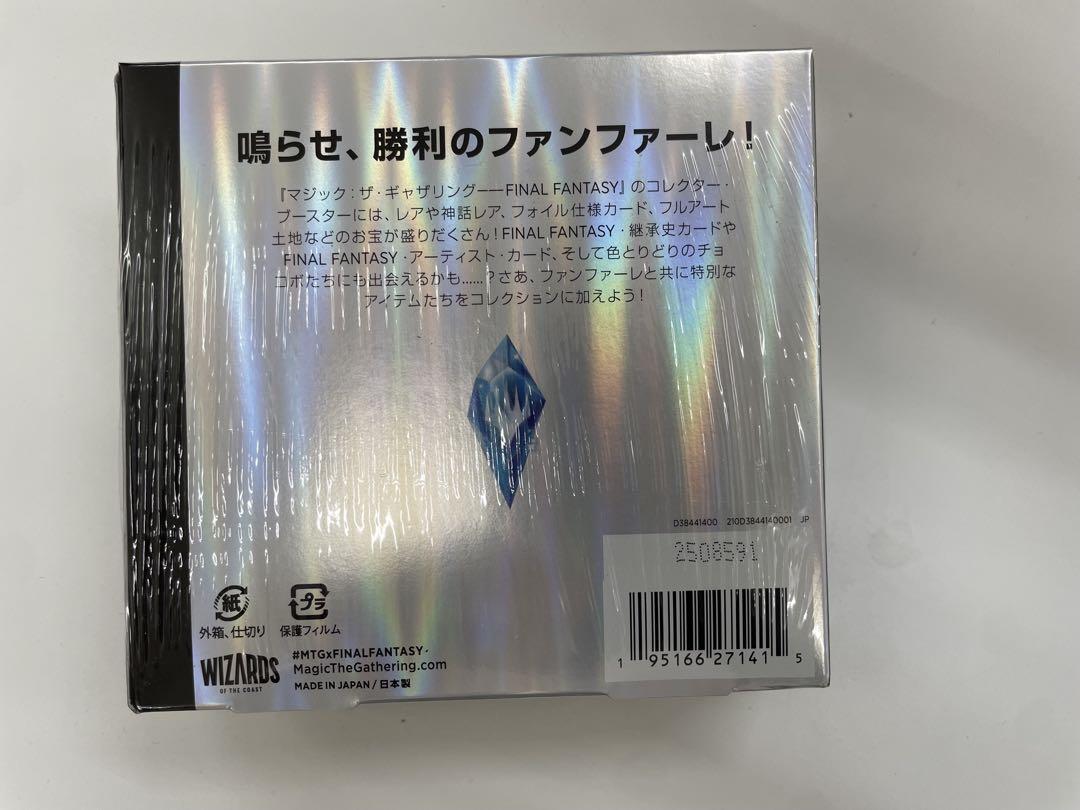 鳴らせ、勝利のファンファーレ!
『マジック:ザ・ギャザリング——FINAL FANTASY』のコレクター・
ブースターには、レアや神話レア、フォイル仕様カード、フルアート
土地などのお宝が盛りだくさん!FINAL FANTASY・継承史カードや
FINAL FANTASY・アーティスト・カード、そして色とりどりのチョ
コボたちにも出会えるかも……?さあ、ファンファーレと共に特別な
アイテムたちをコレクションに加えよう!
D38441400 210D3844140001 JP
2508591
紙
外箱、仕切り
プラ
保護フィルム
WIZARDS
OF THE COAST
#MTGxFINALFANTASY
MagicTheGathering.com
MADE IN JAPAN / 日本製
1 95166 27141 5